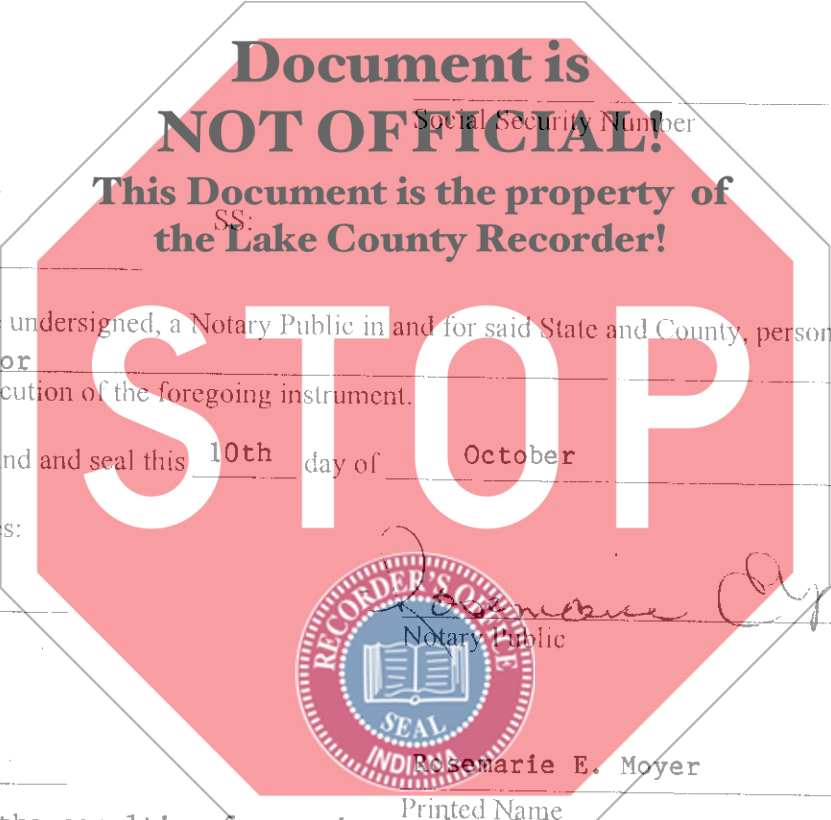 Document is
NOT OFFICIAL!
Social Security Number
This Document is the property of
SS:
the Lake County Recorder!
undersigned, a Notary Public in and for said State and County, person
or
cution of the foregoing instrument.
STOP
nd and seal this 10th day of October
s:
RECORDER'S OFFICE
Notary Public
SEAL
INDIANA
Rosemarie E. Moyer
Printed Name